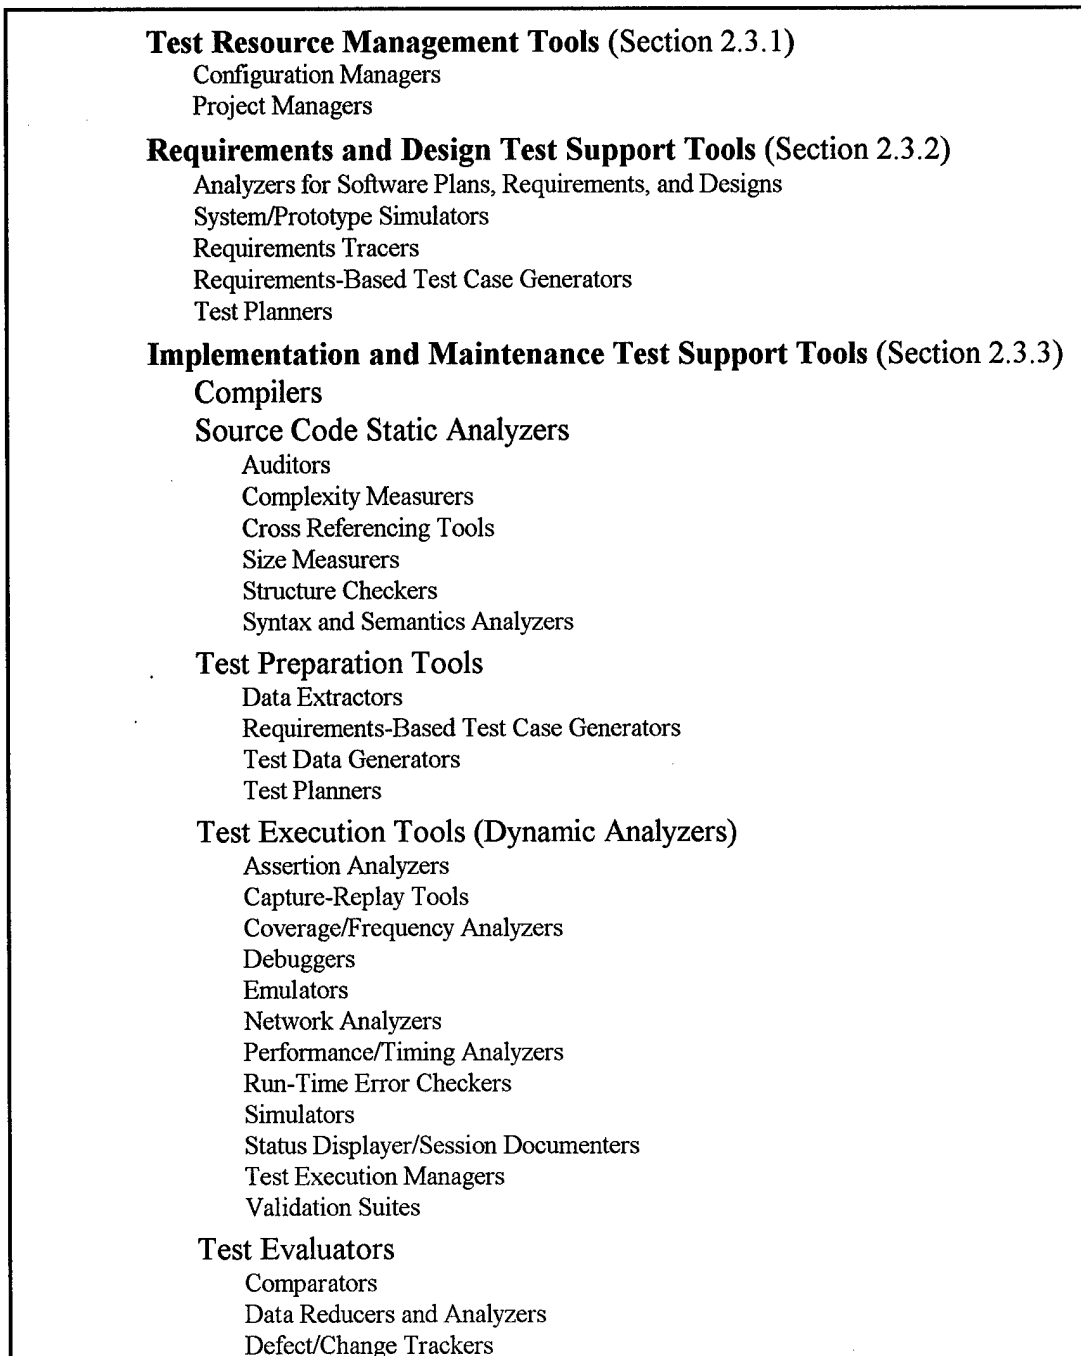 Test Resource Management Tools (Section 2.3.1)
Configuration Managers
Project Managers
Requirements and Design Test Support Tools (Section 2.3.2)
Analyzers for Software Plans, Requirements, and Designs
System/Prototype Simulators
Requirements Tracers
Requirements-Based Test Case Generators
Test Planners
Implementation and Maintenance Test Support Tools (Section 2.3.3)
Compilers
Source Code Static Analyzers
Auditors
Complexity Measurers
Cross Referencing Tools
Size Measurers
Structure Checkers
Syntax and Semantics Analyzers
Test Preparation Tools
Data Extractors
Requirements-Based Test Case Generators
Test Data Generators
Test Planners
Test Execution Tools (Dynamic Analyzers)
Assertion Analyzers
Capture-Replay Tools
Coverage/Frequency Analyzers
Debuggers
Emulators
Network Analyzers
Performance/Timing Analyzers
Run-Time Error Checkers
Simulators
Status Displayer/Session Documenters
Test Execution Managers
Validation Suites
Test Evaluators
Comparators
Data Reducers and Analyzers
Defect/Change Trackers